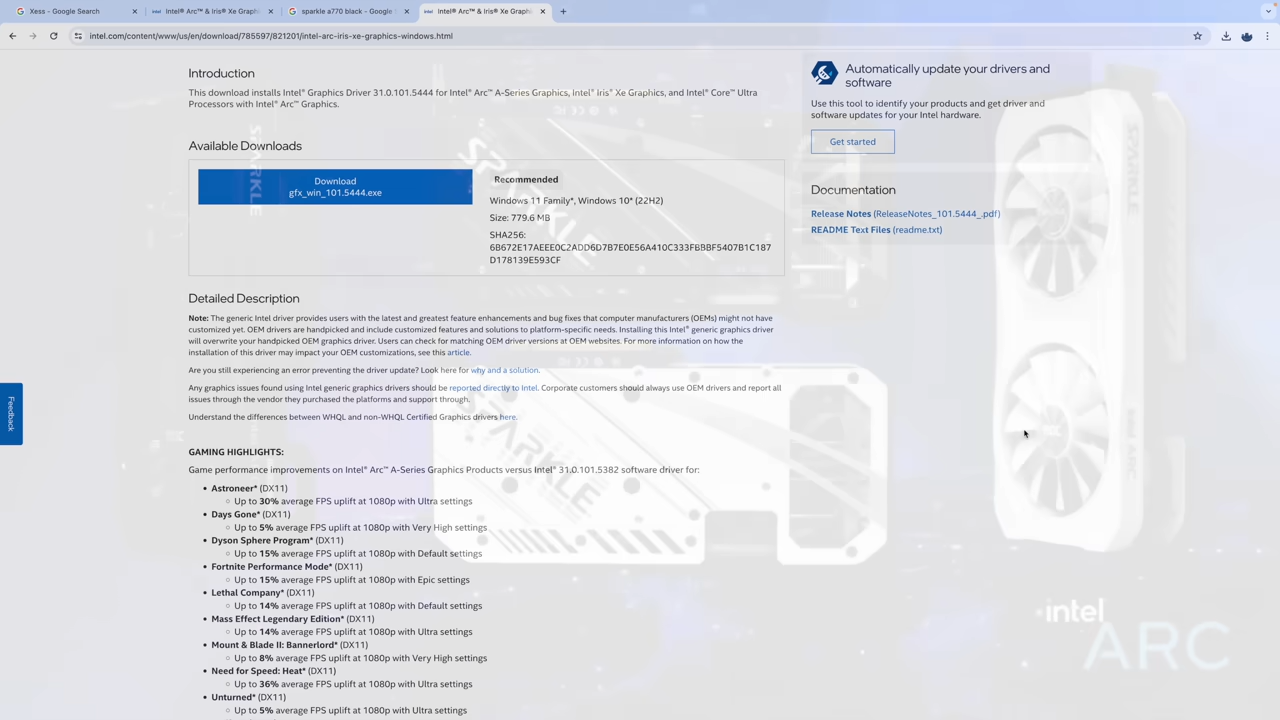 Xess - Google Search
Intel® Arc™ & Iris® Xe Graph
sparkle a770 black - Google
Intel® Arc™ & Iris® Xe Graph
intel.com/content/www/us/en/download/785597/821201/intel-arc-iris-xe-graphics-windows.html
Introduction
This download installs Intel® Graphics Driver 31.0.101.5444 for Intel® Arc™ A-Series Graphics, Intel® Iris® Xe Graphics, and Intel® Core™ Ultra
Processors with Intel® Arc™ Graphics.
Available Downloads
Download
gfx_win_101.5444.exe
Recommended
Windows 11 Family*, Windows 10* (22H2)
Size: 779.6 MB
SHA256:
6B672E17AEEE0C2ADD6D7B7E0E56A410C333FBBBF5407B1C187
D178139E593CF
Detailed Description
Note: The generic Intel driver provides users with the latest and greatest feature enhancements and bug fixes that computer manufacturers (OEMs) might not have
customized yet. OEM drivers are handpicked and include customized features and solutions to platform-specific needs. Installing this Intel® generic graphics driver
will overwrite your handpicked OEM graphics driver. Users can check for matching OEM driver versions at OEM websites. For more information on how the
installation of this driver may impact your OEM customizations, see this article.
Are you still experiencing an error preventing the driver update? Look here for why and a solution.
Any graphics issues found using Intel generic graphics drivers should be reported directly to Intel. Corporate customers should always use OEM drivers and report all
issues through the vendor they purchased the platforms and support through.
Understand the differences between WHQL and non-WHQL Certified Graphics drivers here.
GAMING HIGHLIGHTS:
Game performance improvements on Intel® Arc™ A-Series Graphics Products versus Intel® 31.0.101.5382 software driver for:
• Astroneer* (DX11)
◦ Up to 30% average FPS uplift at 1080p with Ultra settings
• Days Gone* (DX11)
◦ Up to 5% average FPS uplift at 1080p with Very High settings
• Dyson Sphere Program* (DX11)
◦ Up to 15% average FPS uplift at 1080p with Default settings
• Fortnite Performance Mode* (DX11)
◦ Up to 15% average FPS uplift at 1080p with Epic settings
• Lethal Company* (DX11)
◦ Up to 14% average FPS uplift at 1080p with Default settings
• Mass Effect Legendary Edition* (DX11)
◦ Up to 14% average FPS uplift at 1080p with Ultra settings
• Mount & Blade II: Bannerlord* (DX11)
◦ Up to 8% average FPS uplift at 1080p with Very High settings
• Need for Speed: Heat* (DX11)
◦ Up to 36% average FPS uplift at 1080p with Ultra settings
• Unturned* (DX11)
◦ Up to 5% average FPS uplift at 1080p with Ultra settings
Automatically update your drivers and
software
Use this tool to identify your products and get driver and
software updates for your Intel hardware.
Get started
Documentation
Release Notes (ReleaseNotes_101.5444_.pdf)
README Text Files (readme.txt)
Feedback
SPARKLE
SPARKLE
SPARKLE
intel
ARC